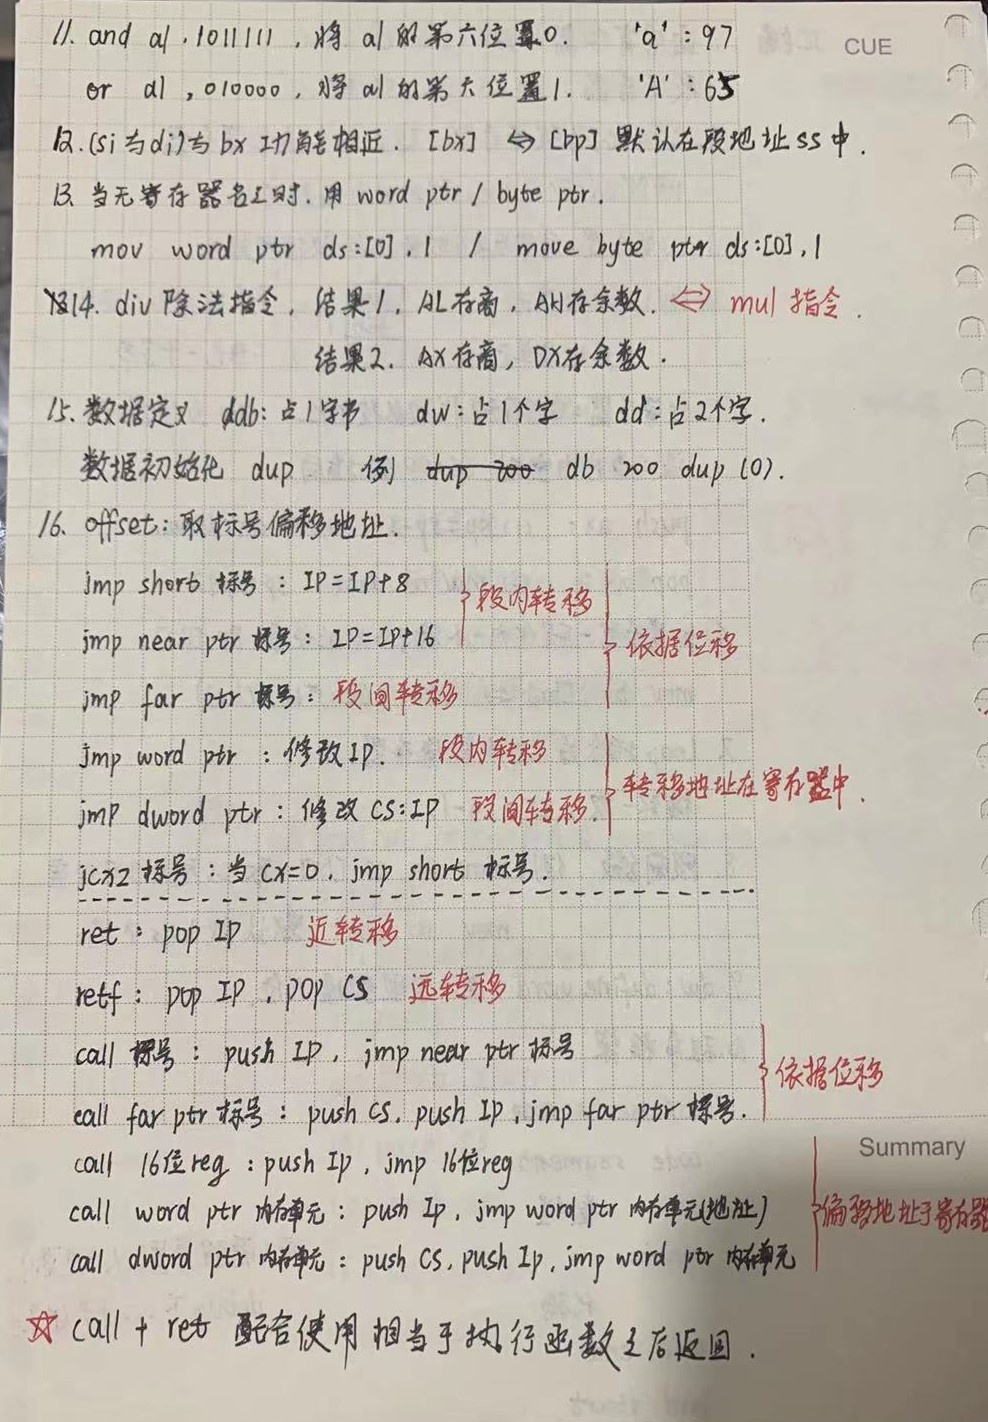 11. and al,1011111,将 al 的第六位置0. 'a':97
CUE
or al,010000,将 al 的第六位置1. 'A':65
12.(si与di)与 bx 功能相近. [bx] ⇔ [bp] 默认在段地址ss中.
13. 当无寄存器名工时.用 word ptr / byte ptr.
mov word ptr ds:[0],1 / move byte ptr ds:[0],1
14. div 除法指令, 结果1. AL存商, AH存余数. ⇔ mul 指令.
结果2. AX存商, DX存余数.
15. 数据定义 db: 占1字节 dw: 占1个字 dd: 占2个字.
数据初始化 dup 例 dup 200 db 200 dup (0).
16. offset: 取标号偏移地址.
jmp short 标号 : IP=IP+8
段内转移
jmp near ptr 标号: IP=IP+16
依据位移
jmp far ptr 标号: 段间转移
jmp word ptr : 修改IP. 段内转移
转移地址在寄存器中.
jmp dword ptr : 修改 CS:IP 段间转移.
jcxz 标号 : 当 cx=0, jmp short 标号.
ret : pop IP 近转移
retf : pop IP , pop CS 远转移
call 标号 : push IP, jmp near ptr 标号
依据位移
call far ptr 标号 : push CS, push IP, jmp far ptr 标号.
Summary
call 16位reg : push Ip, jmp 16位reg
call word ptr 内存单元 : push Ip, jmp word ptr 内存单元(地址)
偏移地址于寄存器
call dword ptr 内存单元 : push CS, push Ip, jmp word ptr 内存单元
☆ call + ret 配合使用相当于执行函数之后返回.